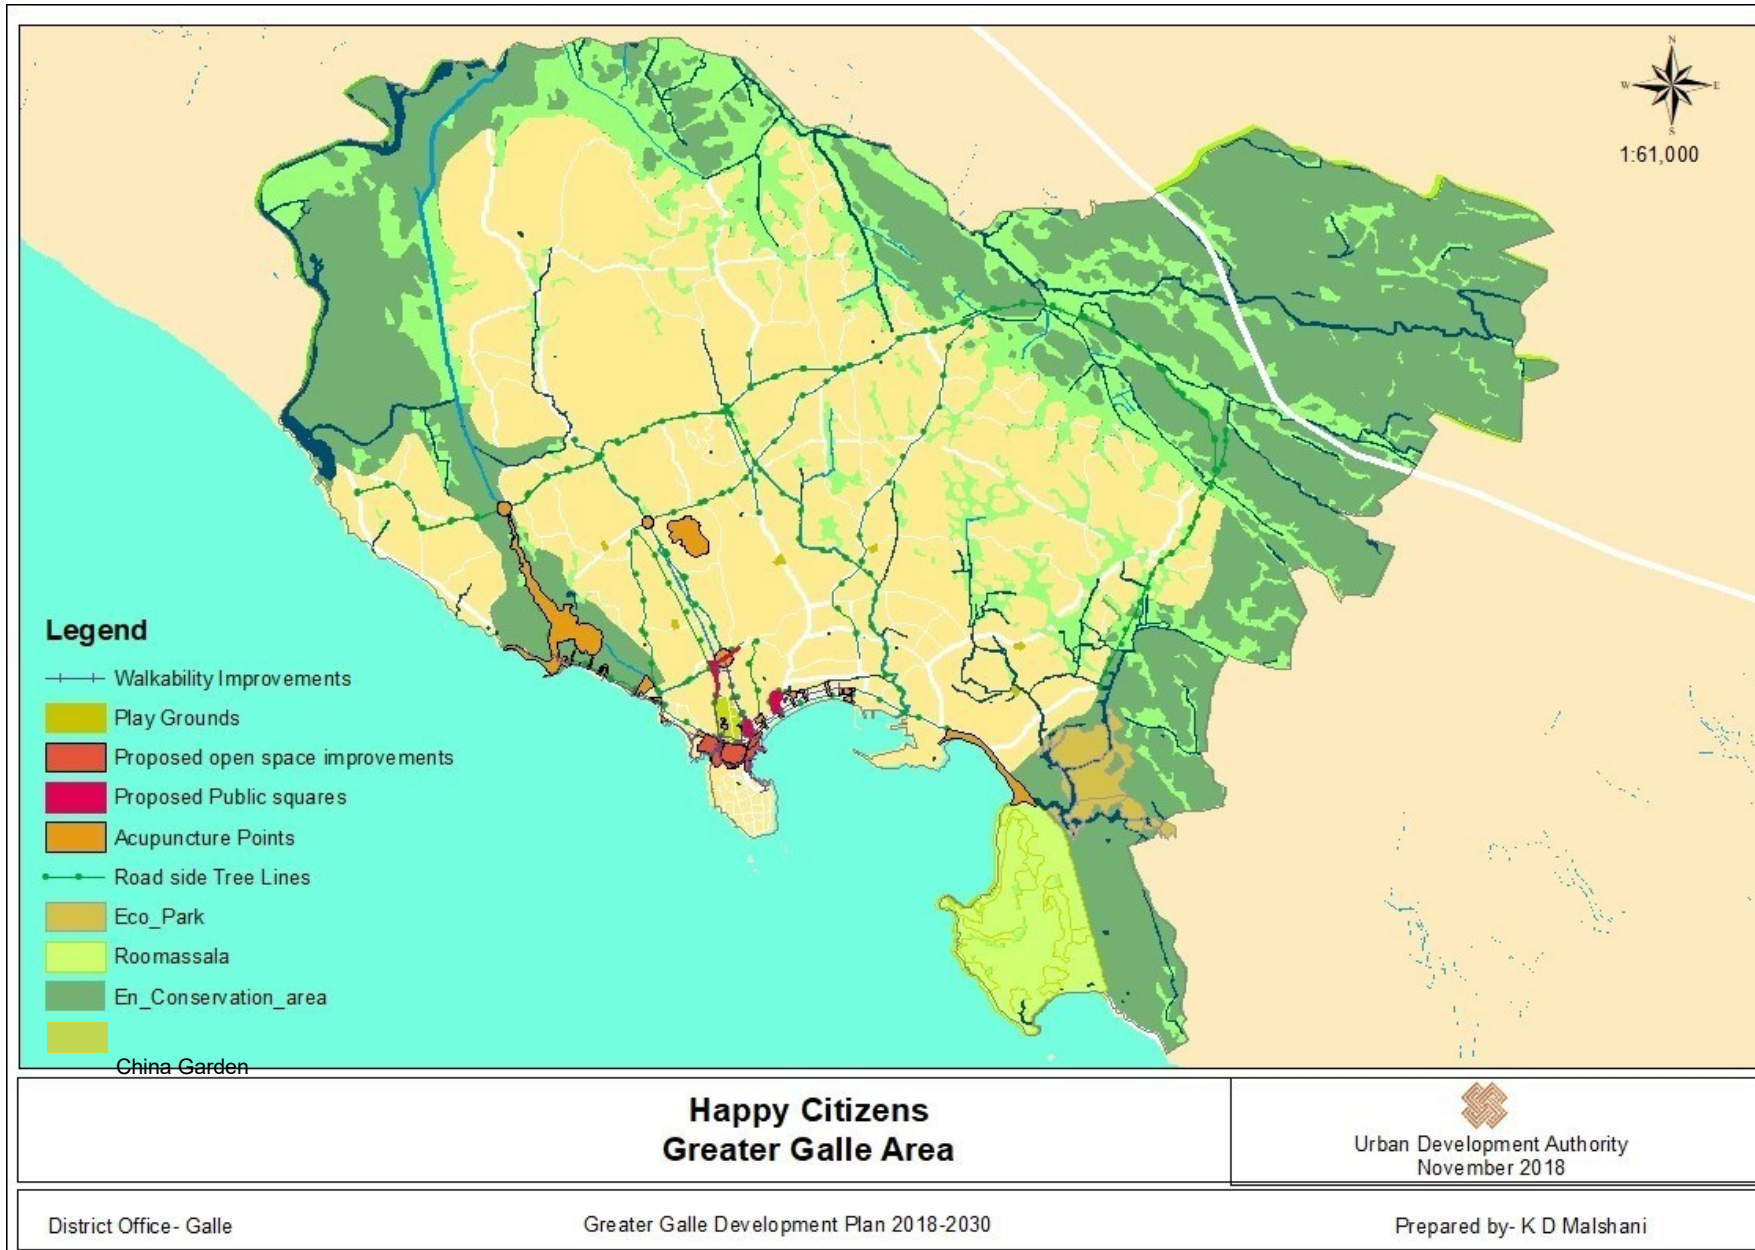 N
W
E
S
1:61,000
Legend
Walkability Improvements
Play Grounds
Proposed open space improvements
Proposed Public squares
Acupuncture Points
Road side Tree Lines
Eco_Park
Roomassala
En_Conservation_area
China Garden
Happy Citizens
Greater Galle Area
Urban Development Authority
November 2018
District Office- Galle
Greater Galle Development Plan 2018-2030
Prepared by- K D Malshani